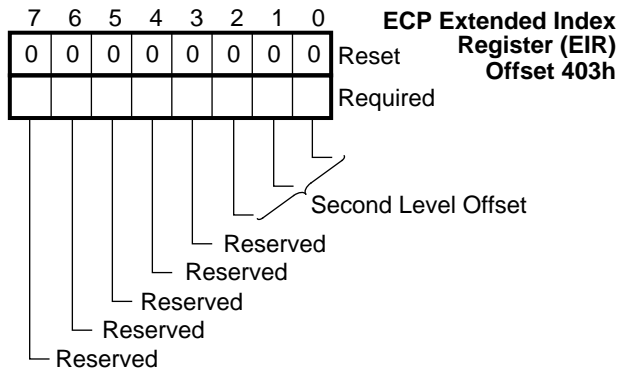 7 6 5 4 3 2 1 0
ECP Extended Index
Register (EIR)
Offset 403h
0 0 0 0 0 0 0 0 Reset
Required
Second Level Offset
Reserved
Reserved
Reserved
Reserved
Reserved